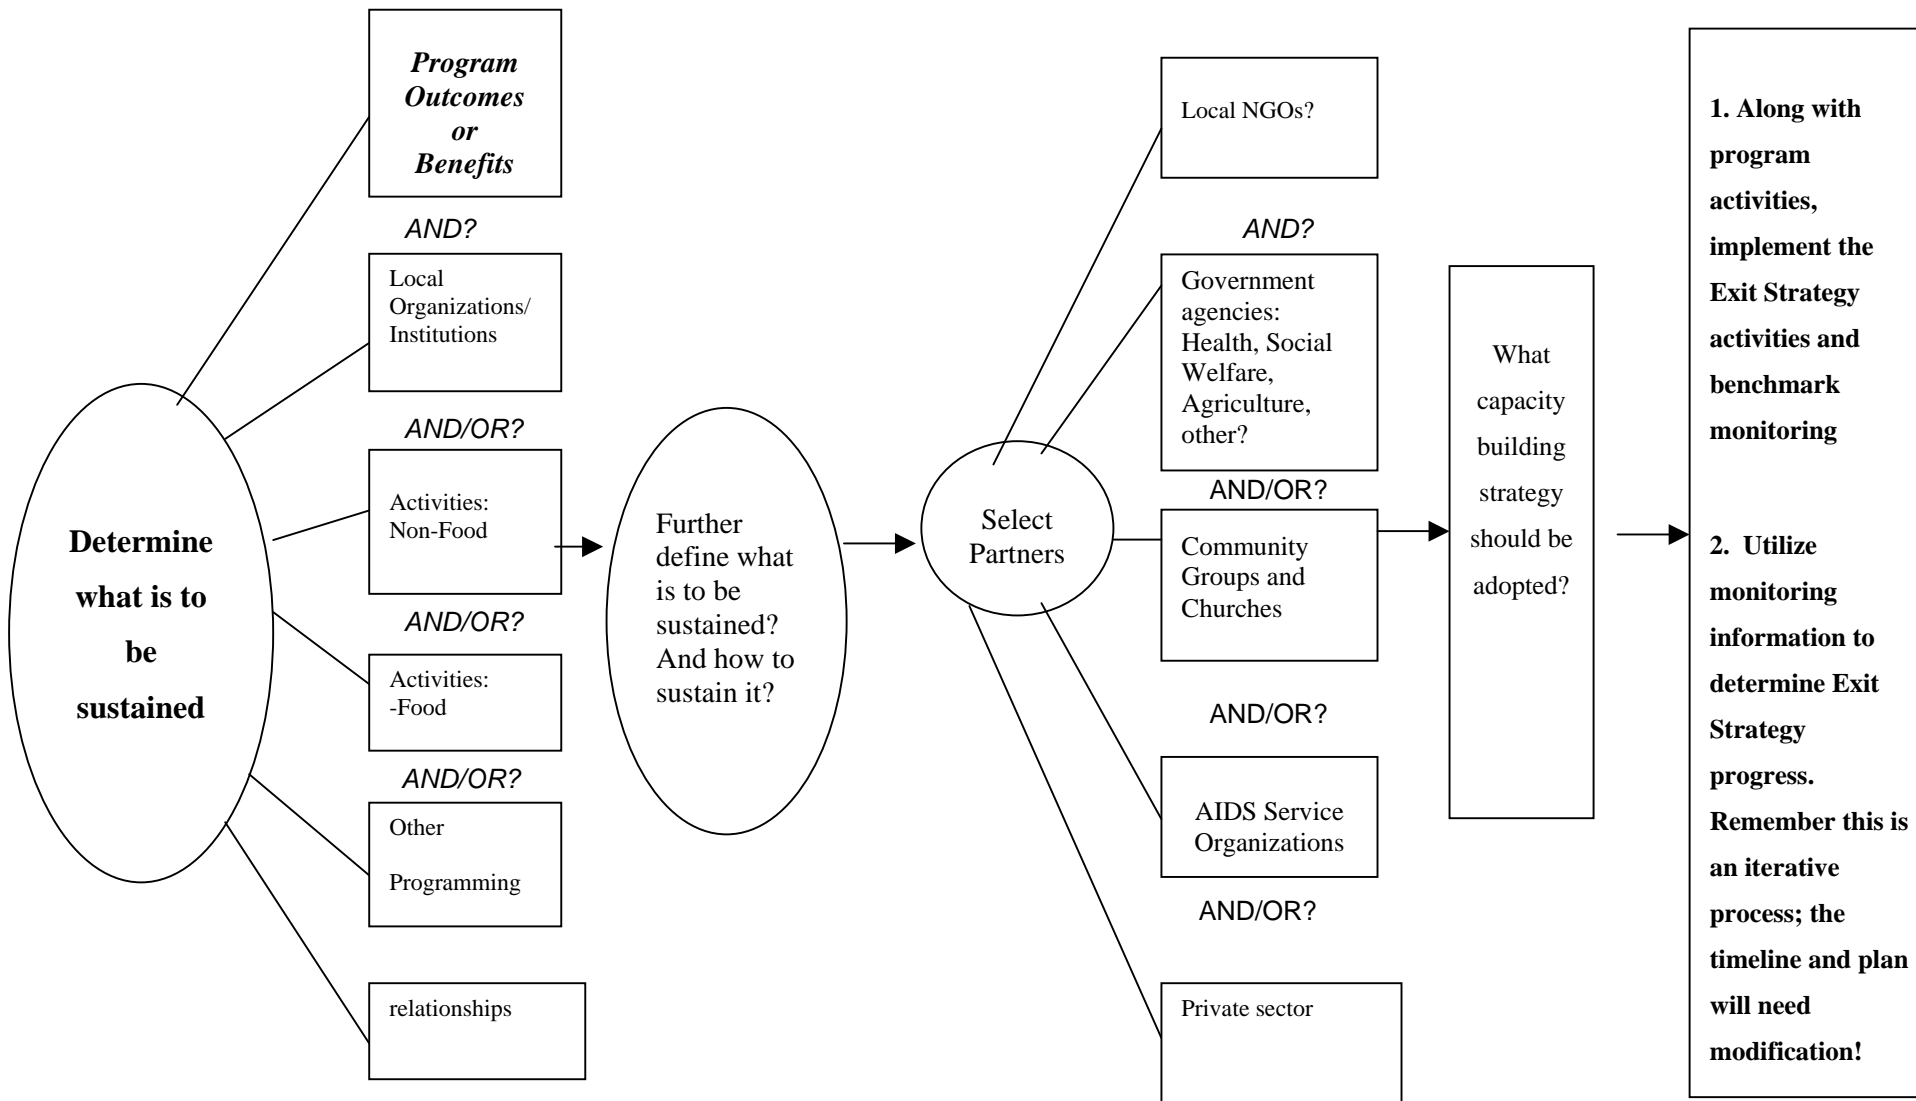 Determine
what is to
be
sustained
Program
Outcomes
or
Benefits
AND?
Local
Organizations/
Institutions
AND/OR?
Activities:
Non-Food
AND/OR?
Activities:
-Food
AND/OR?
Other
Programming
relationships
Further
define what
is to be
sustained?
And how to
sustain it?
Select
Partners
Local NGOs?
AND?
Government
agencies:
Health, Social
Welfare,
Agriculture,
other?
AND/OR?
Community
Groups and
Churches
AND/OR?
AIDS Service
Organizations
AND/OR?
Private sector
What
capacity
building
strategy
should be
adopted?
1. Along with
program
activities,
implement the
Exit Strategy
activities and
benchmark
monitoring
2. Utilize
monitoring
information to
determine Exit
Strategy
progress.
Remember this is
an iterative
process; the
timeline and plan
will need
modification!